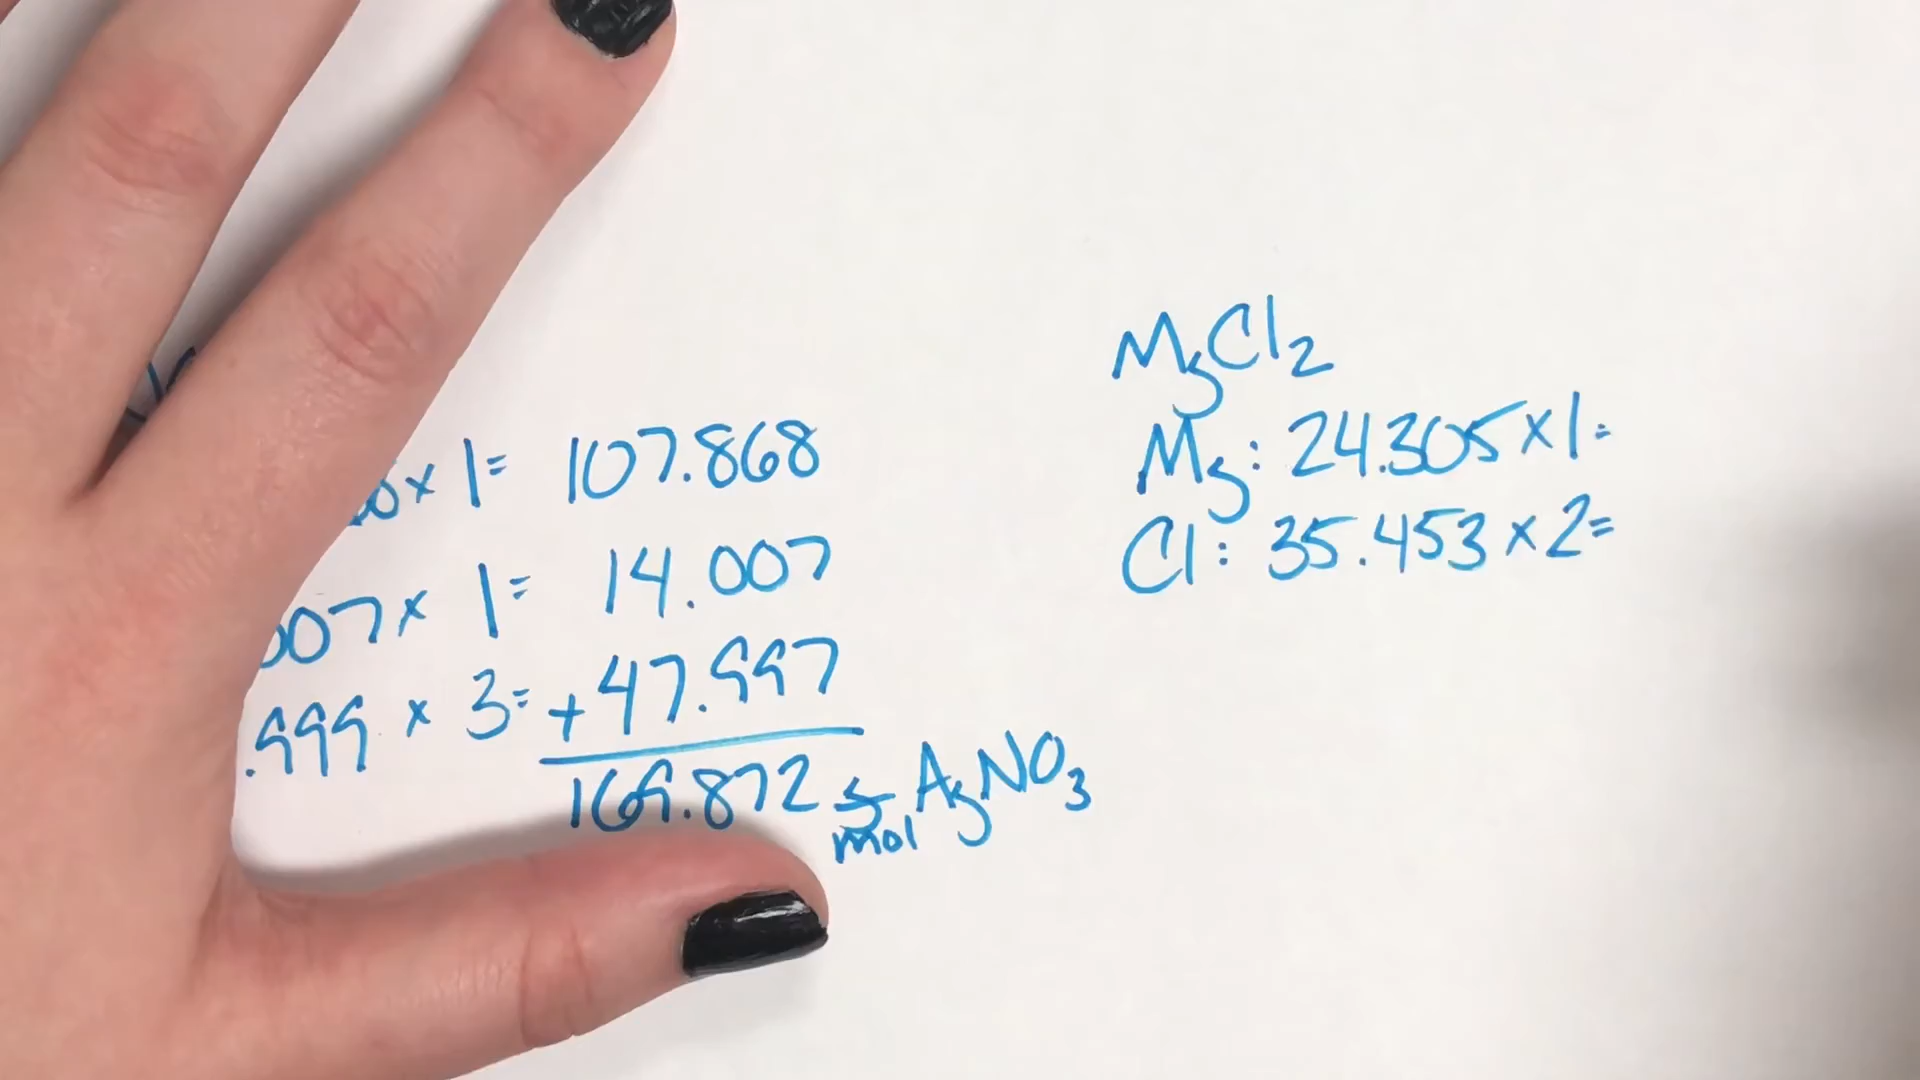 x 1= 107.868
007 x 1= 14.007
.999 x 3= + 47.997
169.872 g/mol AgNO3
MgCl2
Mg: 24.305 x 1=
Cl: 35.453 x 2=